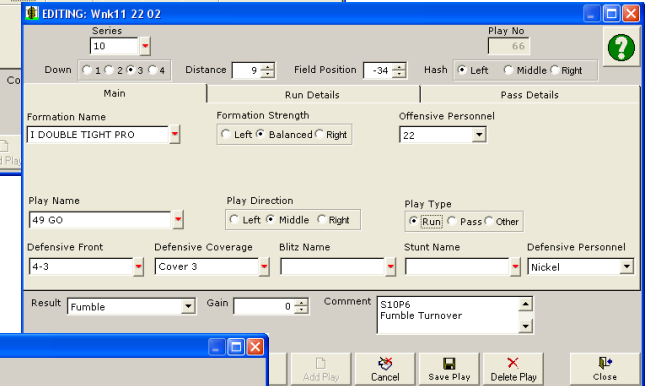 EDITING: Wnk11 22 02
Series
Play No
10
66
Down 1 2 3 4 Distance 9 Field Position -34 Hash Left Middle Right
Main Run Details Pass Details
Formation Name Formation Strength Offensive Personnel
I DOUBLE TIGHT PRO Left Balanced Right 22
Play Name Play Direction Play Type
49 GO Left Middle Right Run Pass Other
Defensive Front Defensive Coverage Blitz Name Stunt Name Defensive Personnel
4-3 Cover 3 Nickel
Result Fumble Gain 0 Comment S10P6
Fumble Turnover
Add Play Cancel Save Play Delete Play Close